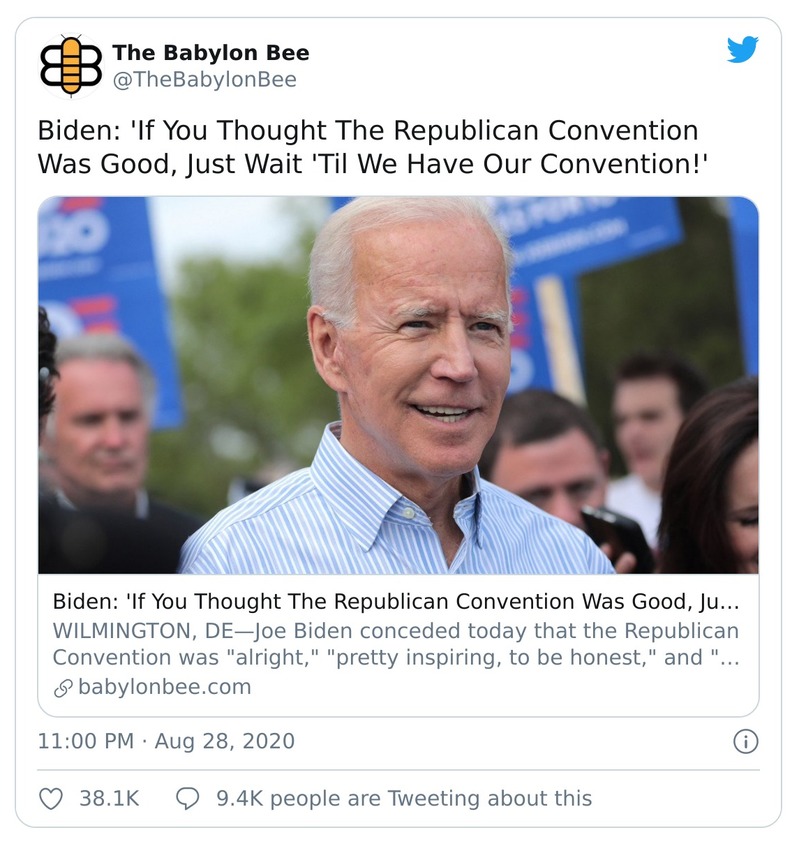 The Babylon Bee
@TheBabylonBee
Biden: 'If You Thought The Republican Convention
Was Good, Just Wait 'Til We Have Our Convention!'
Biden: 'If You Thought The Republican Convention Was Good, Ju...
WILMINGTON, DE—Joe Biden conceded today that the Republican
Convention was "alright," "pretty inspiring, to be honest," and "...
babylonbee.com
11:00 PM · Aug 28, 2020
38.1K 9.4K people are Tweeting about this